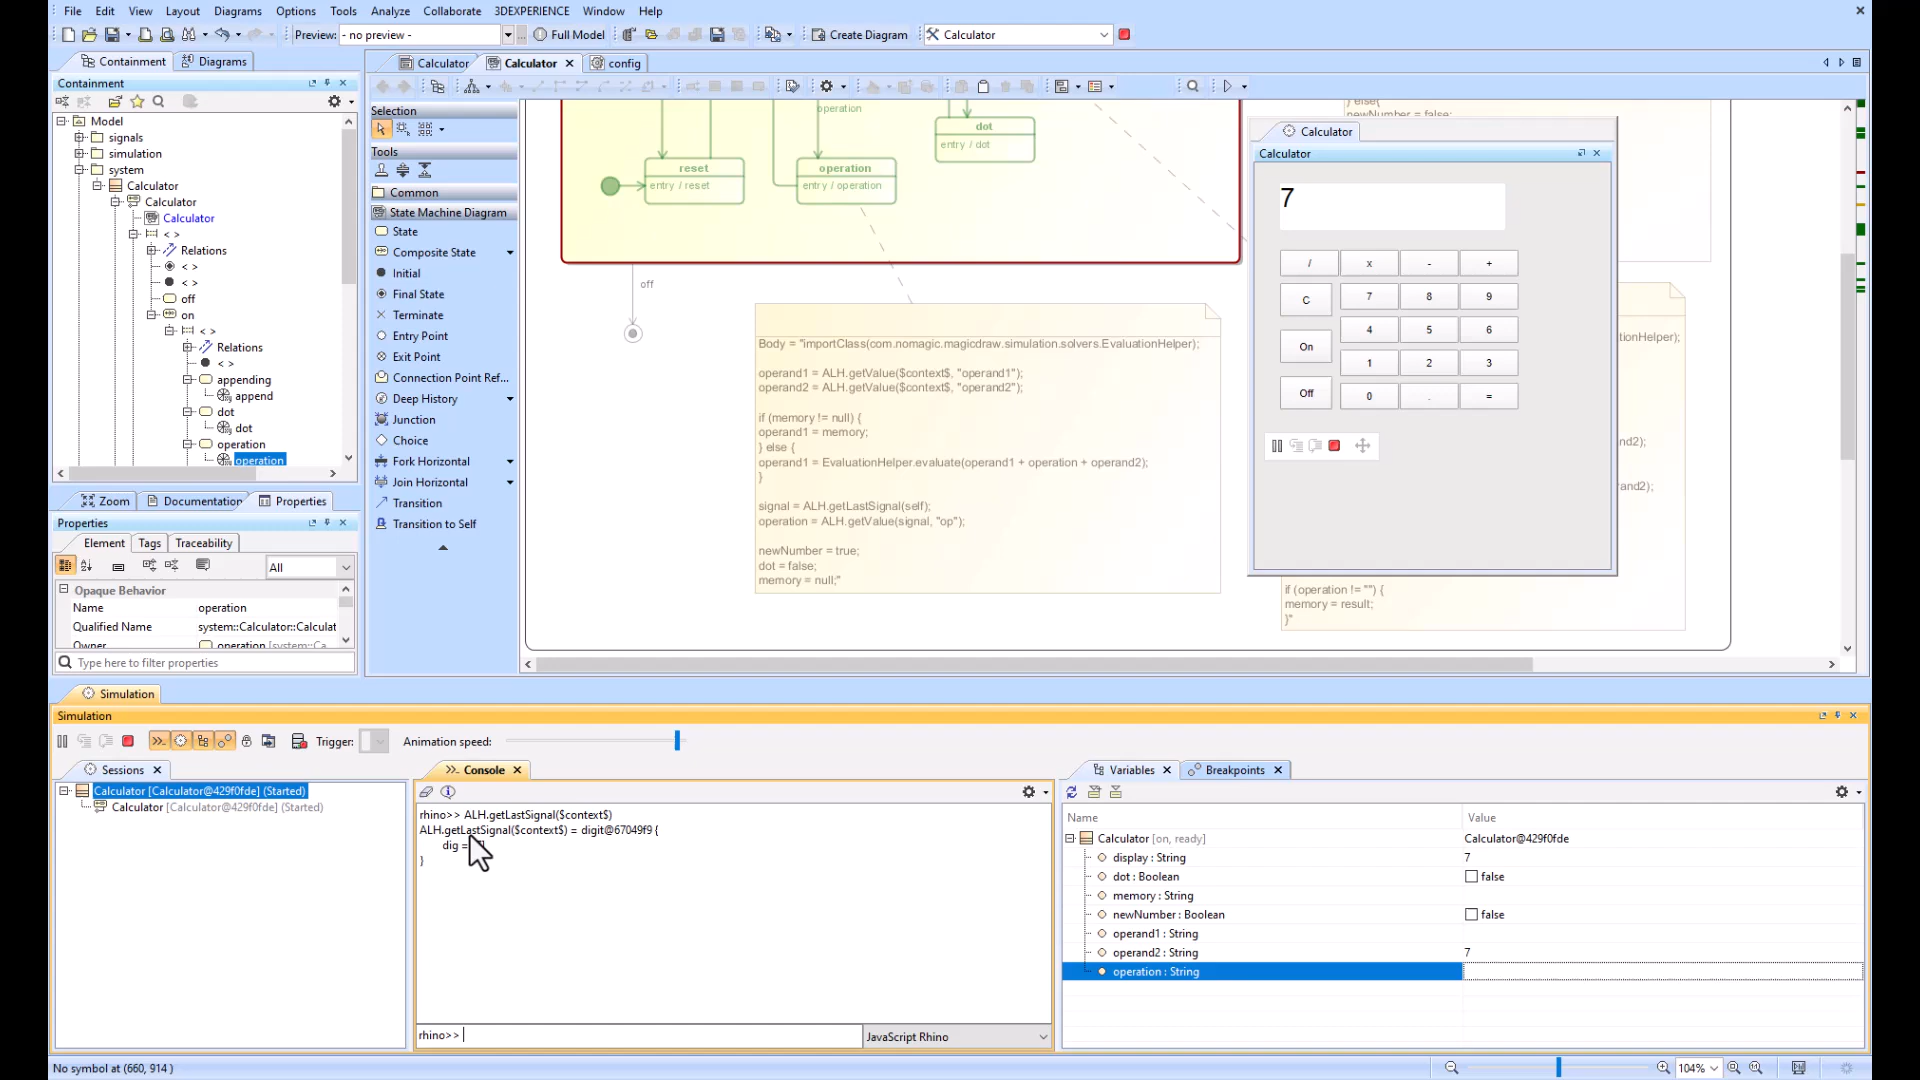 File Edit View Layout Diagrams Options Tools Analyze Collaborate 3DEXPERIENCE Window Help
Preview: - no preview - ... Full Model Create Diagram Calculator
Containment Diagrams
Calculator Calculator config
Containment
Model
signals
simulation
system
Calculator
Calculator
Calculator
< >
Relations
< >
< >
off
on
< >
Relations
< >
appending
append
dot
dot
operation
operation
Zoom Documentation Properties
Properties
Element Tags Traceability
All
Opaque Behavior
Name operation
Qualified Name system::Calculator::Calculat
Owner operation [system::Ca
Type here to filter properties
Selection
Tools
Common
State Machine Diagram
State
Composite State
Initial
Final State
Terminate
Entry Point
Exit Point
Connection Point Ref...
Deep History
Junction
Choice
Fork Horizontal
Join Horizontal
Transition
Transition to Self
operation
dot
entry / dot
reset
entry / reset
operation
entry / operation
off
Body = "importClass(com.nomagic.magicdraw.simulation.solvers.EvaluationHelper);
operand1 = ALH.getValue($context$, "operand1");
operand2 = ALH.getValue($context$, "operand2");
if (memory != null) {
operand1 = memory;
} else {
operand1 = EvaluationHelper.evaluate(operand1 + operation + operand2);
}
signal = ALH.getLastSignal(self);
operation = ALH.getValue(signal, "op");
newNumber = true;
dot = false;
memory = null;"
} else{
newNumber = false;
tionHelper);
nd2);
and2);
if (operation != "") {
memory = result;
}"
Calculator
Calculator
7
/ x - +
C 7 8 9
On 4 5 6
1 2 3
Off 0 . =
Simulation
Simulation
Trigger: Animation speed:
Sessions
Calculator [Calculator@429f0fde] (Started)
Calculator [Calculator@429f0fde] (Started)
Console
rhino>> ALH.getLastSignal($context$)
ALH.getLastSignal($context$) = digit@67049f9 {
dig =
}
rhino>>
JavaScript Rhino
Variables Breakpoints
Name Value
Calculator [on, ready] Calculator@429f0fde
display : String 7
dot : Boolean false
memory : String
newNumber : Boolean false
operand1 : String
operand2 : String 7
operation : String
No symbol at (660, 914 )
104%